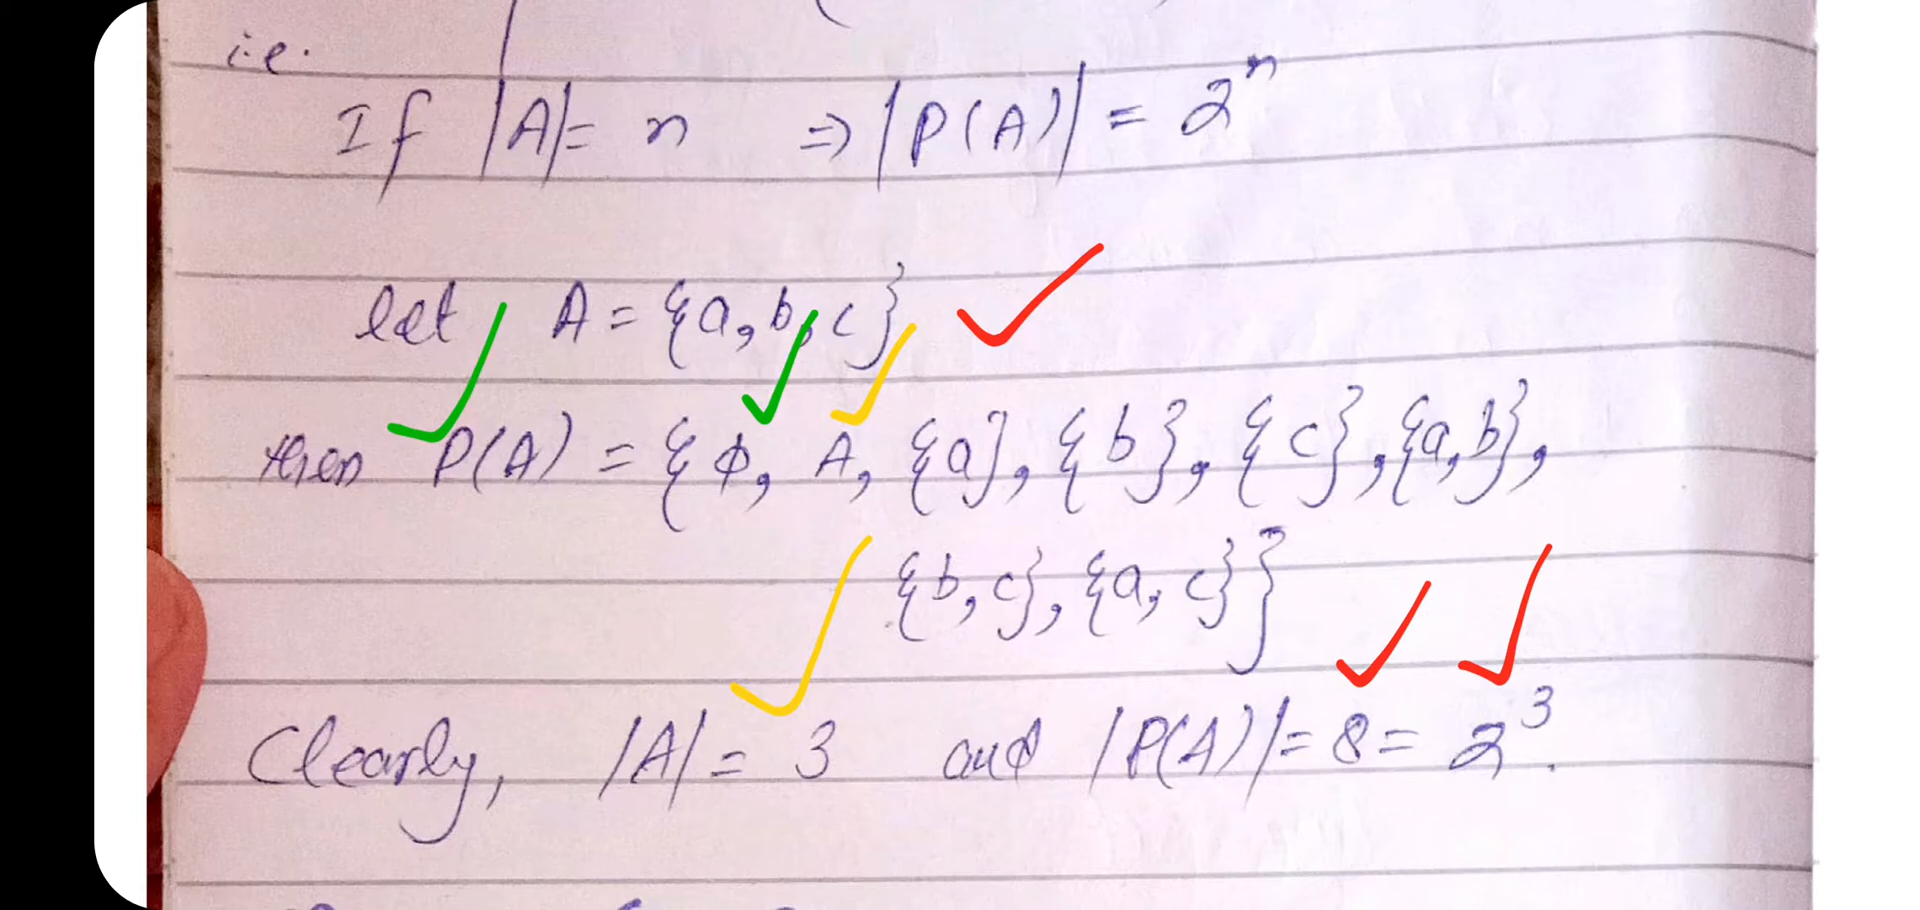 i.e.
If |A| = n ⇒ |P(A)| = 2ⁿ
let A = {a, b, c}
then P(A) = {ϕ, A, {a}, {b}, {c}, {a, b},
{b, c}, {a, c}}
Clearly, |A| = 3 and |P(A)| = 8 = 2³.